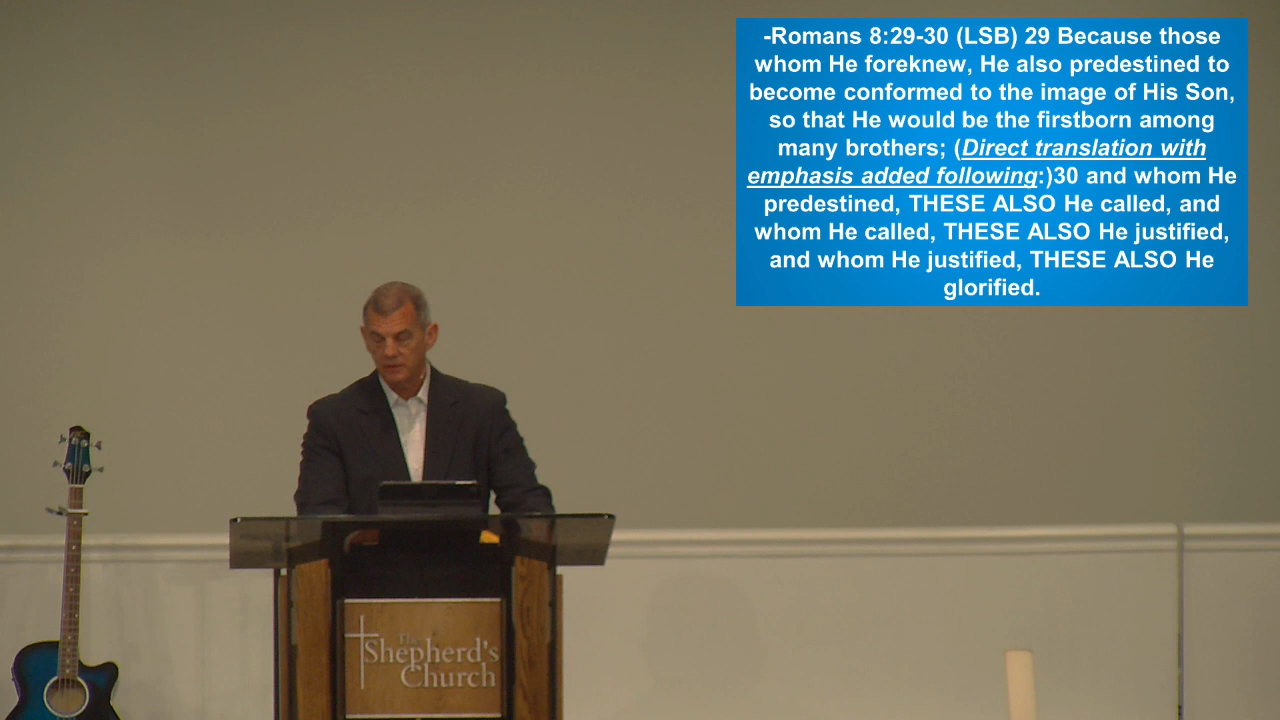 -Romans 8:29-30 (LSB) 29 Because those
whom He foreknew, He also predestined to
become conformed to the image of His Son,
so that He would be the firstborn among
many brothers; (Direct translation with
emphasis added following:)30 and whom He
predestined, THESE ALSO He called, and
whom He called, THESE ALSO He justified,
and whom He justified, THESE ALSO He
glorified.
The
Shepherd's
Church